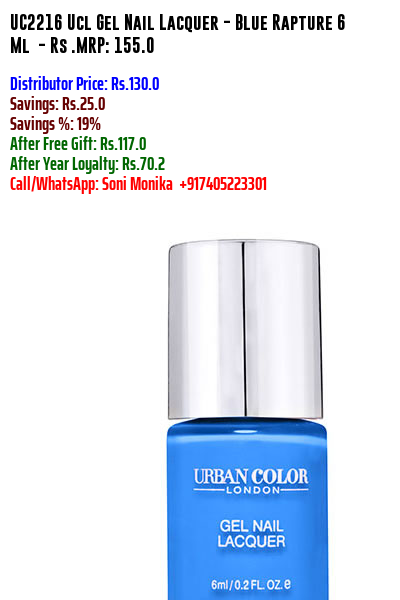 UC2216 Ucl Gel Nail Lacquer - Blue Rapture 6
Ml - Rs .MRP: 155.0
Distributor Price: Rs.130.0
Savings: Rs.25.0
Savings %: 19%
After Free Gift: Rs.117.0
After Year Loyalty: Rs.70.2
Call/WhatsApp: Soni Monika +917405223301
URBAN COLOR
LONDON
GEL NAIL
LACQUER
6ml/0.2 FL. OZ. e